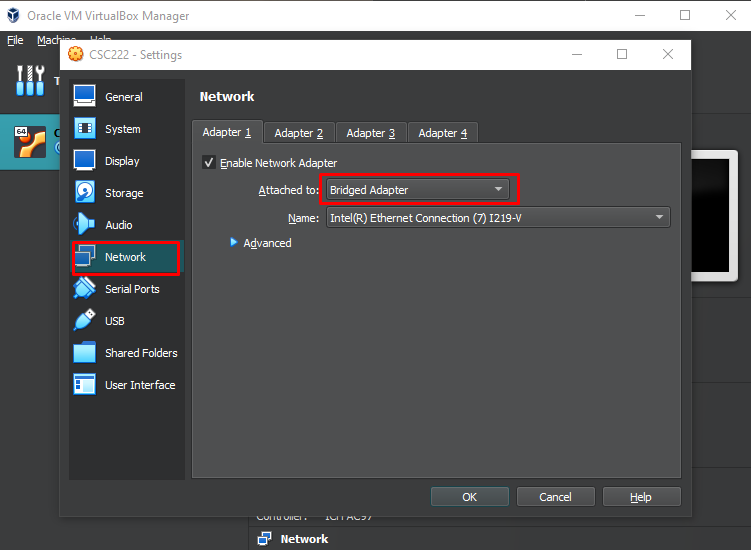 Oracle VM VirtualBox Manager
File Machine Help
CSC222 - Settings
64
General
System
Display
Storage
Audio
Network
Serial Ports
USB
Shared Folders
User Interface
Network
Adapter 1 Adapter 2 Adapter 3 Adapter 4
Enable Network Adapter
Attached to: Bridged Adapter
Name: Intel(R) Ethernet Connection (7) I219-V
Advanced
OK Cancel Help
Controller: ICH AC97
Network